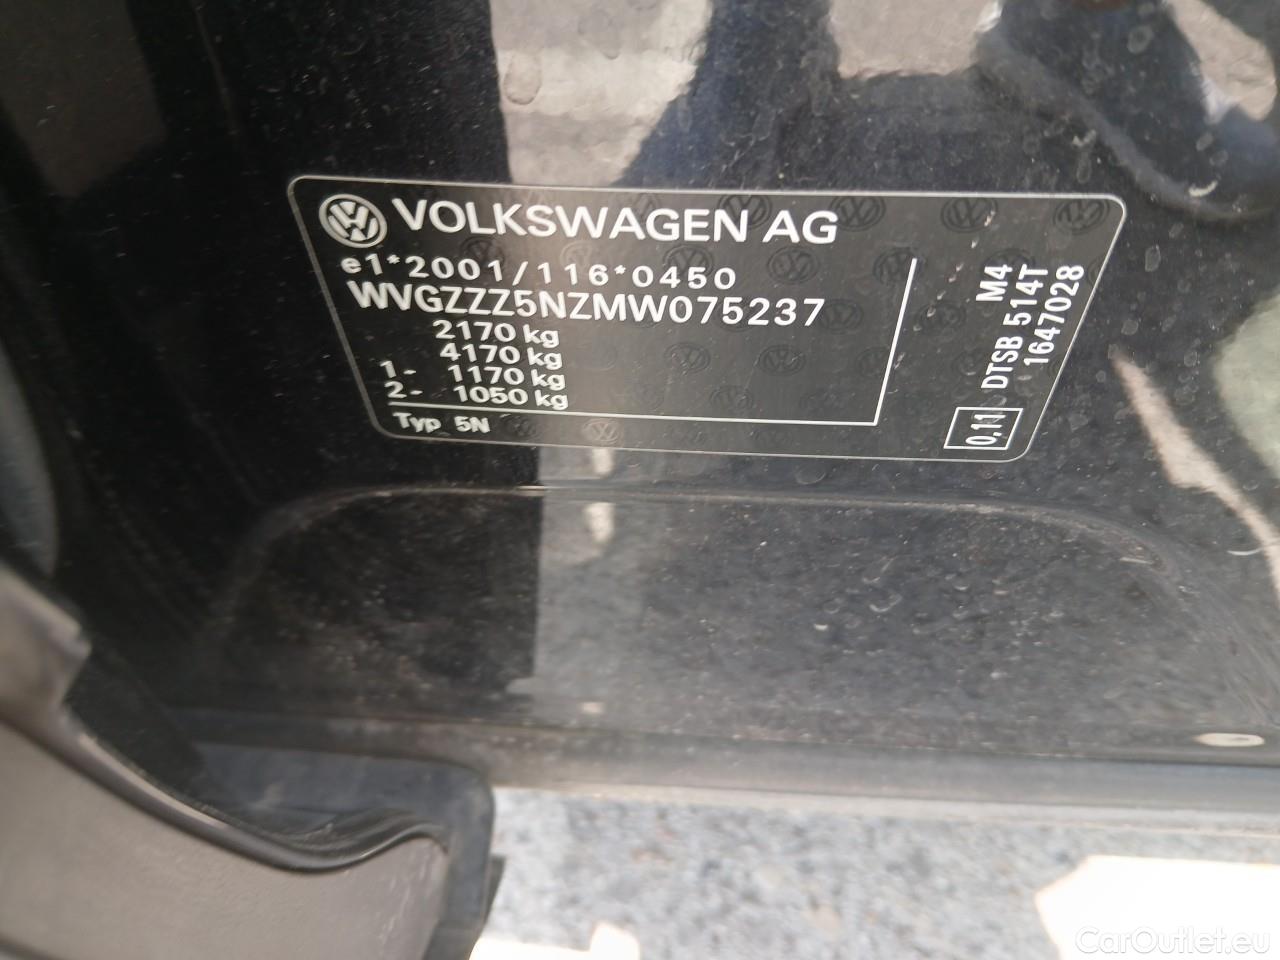 VOLKSWAGEN AG
e1*2001/116*0450
WVGZZZ5NZMW075237
2170 kg
4170 kg
1- 1170 kg
2- 1050 kg
Typ 5N
M4
DTSB 514T
1647028
0,11
CarOutlet.eu